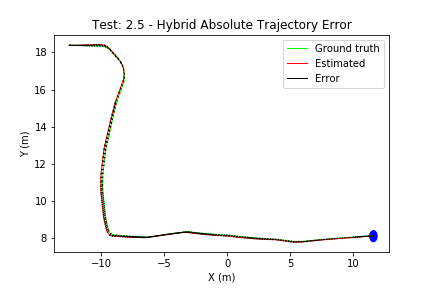 Test: 2.5 - Hybrid Absolute Trajectory Error
Ground truth
Estimated
Error
Y (m)
18
16
14
12
10
8
−10
−5
0
5
10
X (m)